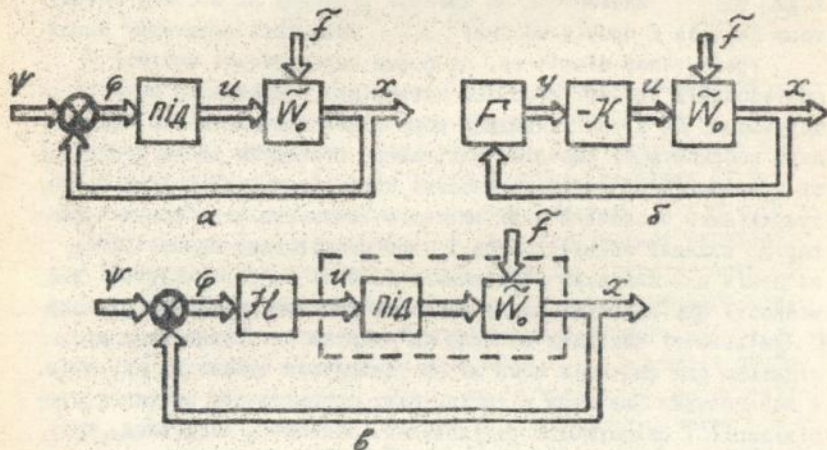 f̃
ψ φ ПІД u W̃₀ x
а
f̃
F y -K u W̃₀ x
б
f̃
ψ φ H u ПІД W̃₀ x
в